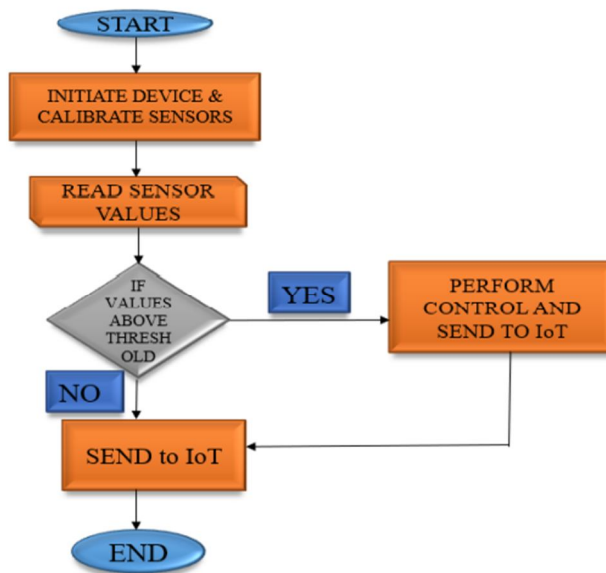 START
INITIATE DEVICE &
CALIBRATE SENSORS
READ SENSOR
VALUES
IF
VALUES
ABOVE
THRESH
OLD
YES
PERFORM
CONTROL AND
SEND TO IoT
NO
SEND to IoT
END